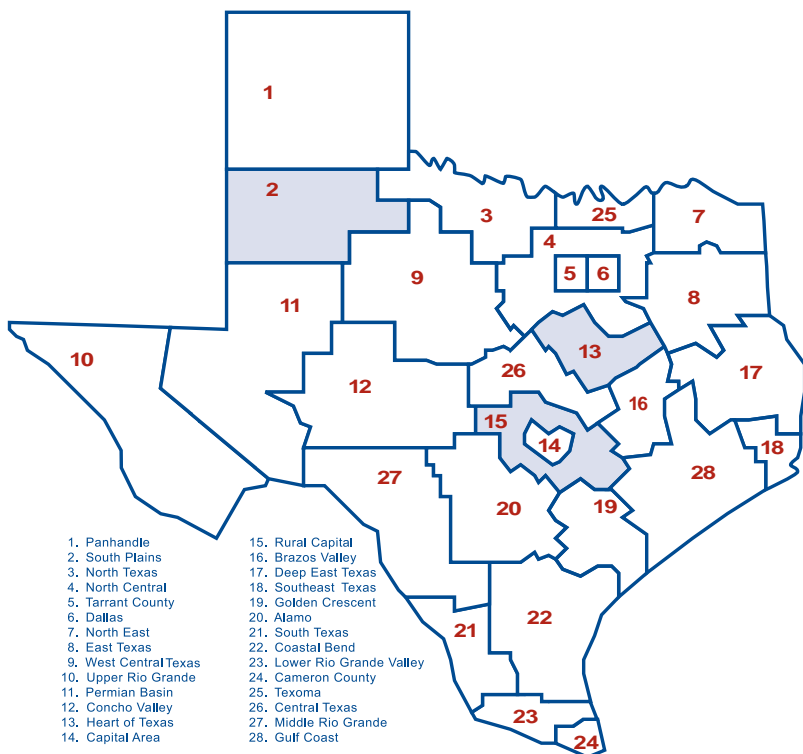 1
2
3
25
7
4
5
6
9
8
11
13
10
26
12
17
16
15
14
18
27
28
20
19
22
21
23
24
1. Panhandle
2. South Plains
3. North Texas
4. North Central
5. Tarrant County
6. Dallas
7. North East
8. East Texas
9. West Central Texas
10. Upper Rio Grande
11. Permian Basin
12. Concho Valley
13. Heart of Texas
14. Capital Area
15. Rural Capital
16. Brazos Valley
17. Deep East Texas
18. Southeast Texas
19. Golden Crescent
20. Alamo
21. South Texas
22. Coastal Bend
23. Lower Rio Grande Valley
24. Cameron County
25. Texoma
26. Central Texas
27. Middle Rio Grande
28. Gulf Coast